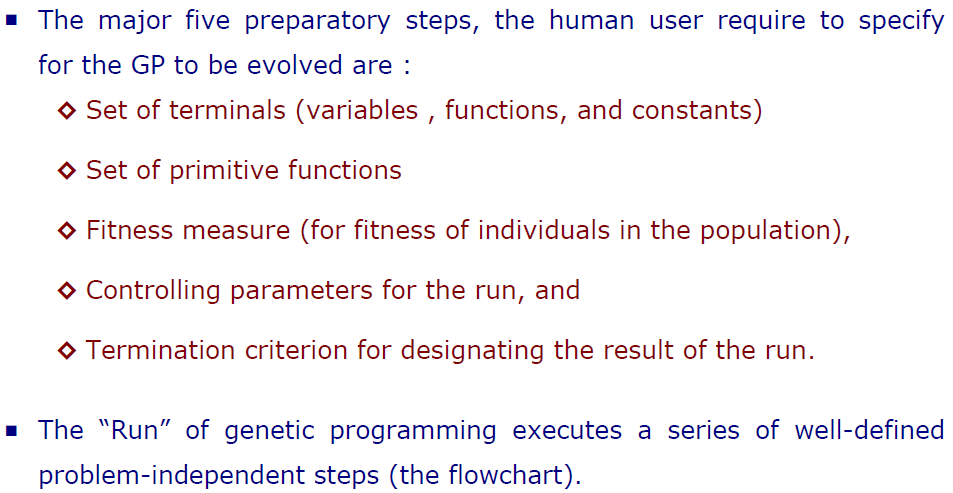 ▪ The major five preparatory steps, the human user require to specify
for the GP to be evolved are :
◇ Set of terminals (variables , functions, and constants)
◇ Set of primitive functions
◇ Fitness measure (for fitness of individuals in the population),
◇ Controlling parameters for the run, and
◇ Termination criterion for designating the result of the run.
▪ The “Run” of genetic programming executes a series of well-defined
problem-independent steps (the flowchart).